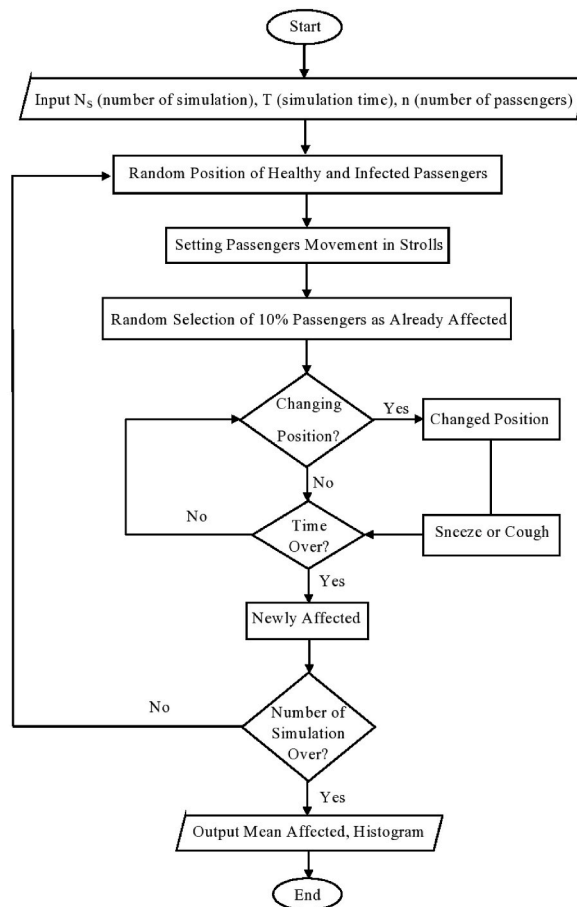 Start
Input NS (number of simulation), T (simulation time), n (number of passengers)
Random Position of Healthy and Infected Passengers
Setting Passengers Movement in Strolls
Random Selection of 10% Passengers as Already Affected
Changing
Position?
Yes
Changed Position
No
Time
Over?
No
Sneeze or Cough
Yes
Newly Affected
Number of
Simulation
Over?
No
Yes
Output Mean Affected, Histogram
End